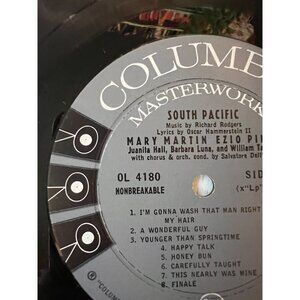 COLUMB
MASTERWORK
SOUTH PACIFIC
Music by Richard Rodgers
Lyrics by Oscar Hammerstein II
MARY MARTIN EZIO PI
Juanita Hall, Barbara Luna, and William Ta
with chorus & orch. cond. by Salvatore Dell'
OL 4180 SID
NONBREAKABLE (x"Lp"
1. I'M GONNA WASH THAT MAN RIGHT
MY HAIR
2. A WONDERFUL GUY
3. YOUNGER THAN SPRINGTIME
4. HAPPY TALK
5. HONEY BUN
6. CAREFULLY TAUGHT
7. THIS NEARLY WAS MINE
8. FINALE
® "COLUMB